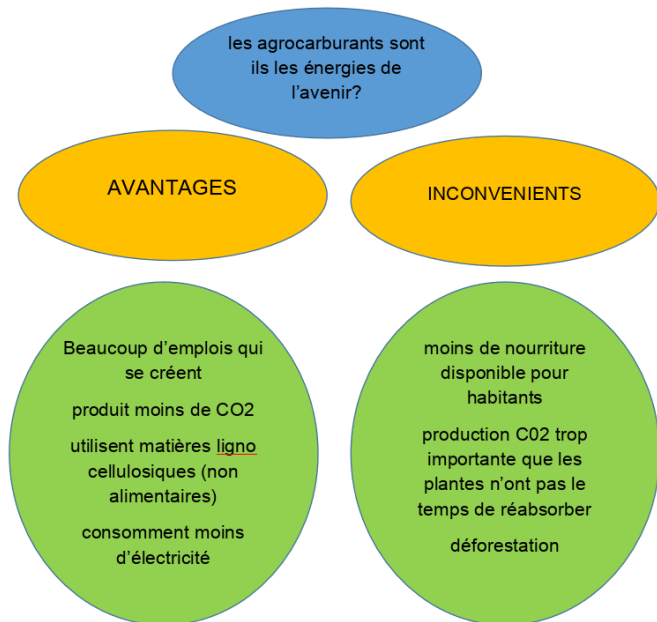 les agrocarburants sont
ils les énergies de
l'avenir?
AVANTAGES
INCONVENIENTS
Beaucoup d'emplois qui
se créent
produit moins de CO2
utilisent matières ligno
cellulosiques (non
alimentaires)
consomment moins
d'électricité
moins de nourriture
disponible pour
habitants
production C02 trop
importante que les
plantes n'ont pas le
temps de réabsorber
déforestation